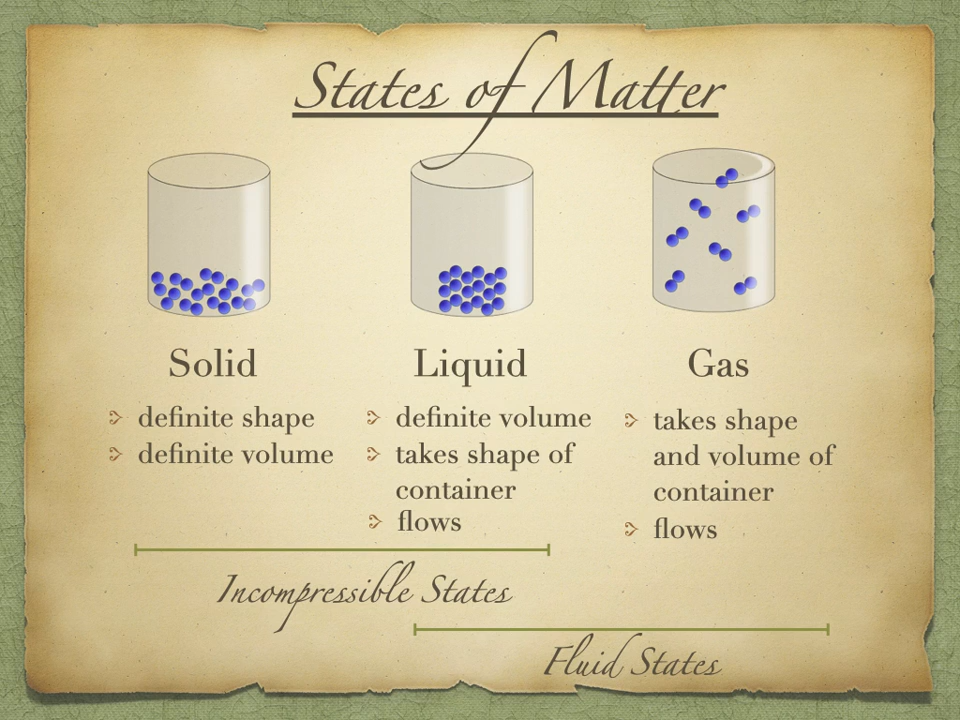 States of Matter
Solid
definite shape
definite volume
Liquid
definite volume
takes shape of
container
flows
Gas
takes shape
and volume of
container
flows
Incompressible States
Fluid States